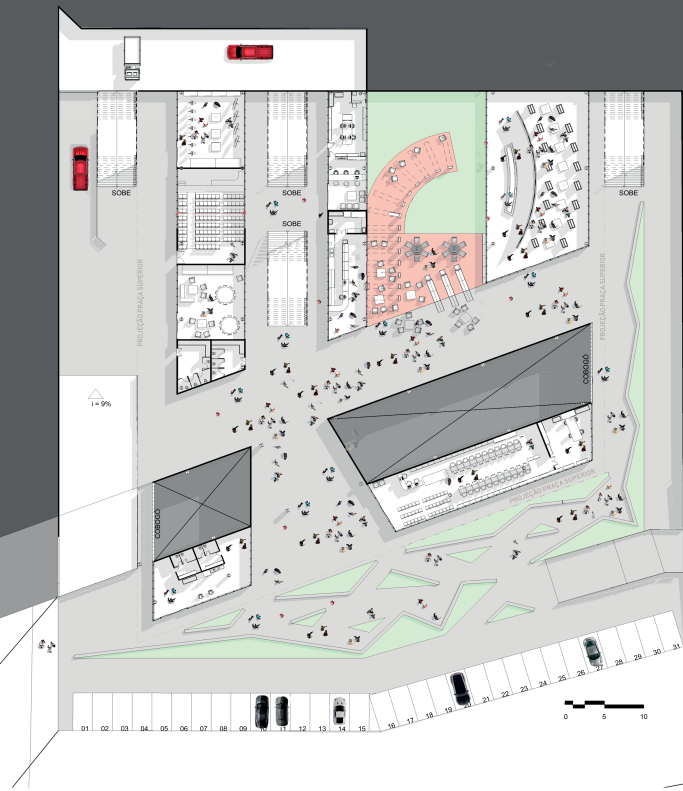 SOBE
SOBE
SOBE
SOBE
PROJEÇÃO PRAÇA SUPERIOR
PROJEÇÃO PRAÇA SUPERIOR
COBOGÓ
i = 9%
PROJEÇÃO PRAÇA SUPERIOR
COBOGÓ
01 02 03 04 05 06 07 08 09 10 11 12 13 14 15
16 17 18 19 20 21 22 23 24 25 26 27 28 29 30 31
0 5 10